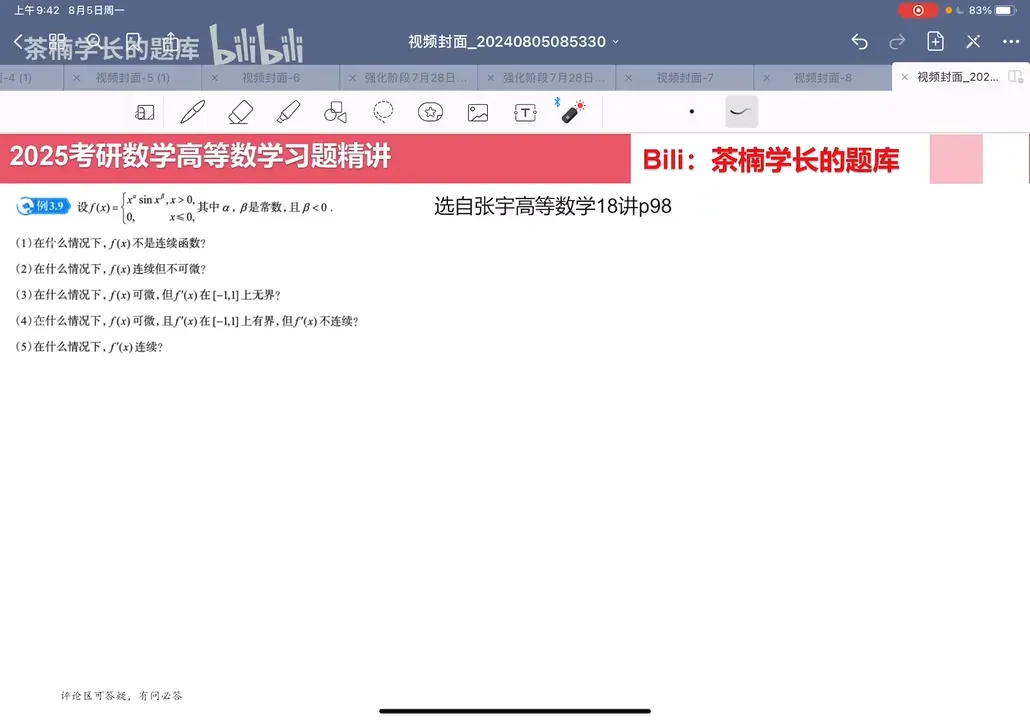 上午9:42 8月5日周一
83%
茶楠学长的题库 bilibili
视频封面_20240805085330
-4 (1)
视频封面-5 (1)
视频封面-6
强化阶段7月28日...
强化阶段7月28日...
视频封面-7
视频封面-8
视频封面_202...
2025考研数学高等数学习题精讲
Bili：茶楠学长的题库
例3.9 设f(x)={x^α sin x^β, x>0, 0, x≤0, 其中α, β是常数, 且β<0.
选自张宇高等数学18讲p98
(1)在什么情况下, f(x)不是连续函数?
(2)在什么情况下, f(x)连续但不可微?
(3)在什么情况下, f(x)可微, 但f′(x)在[-1,1]上无界?
(4)在什么情况下, f(x)可微, 且f′(x)在[-1,1]上有界, 但f′(x)不连续?
(5)在什么情况下, f′(x)连续?
评论区可答疑，有问必答